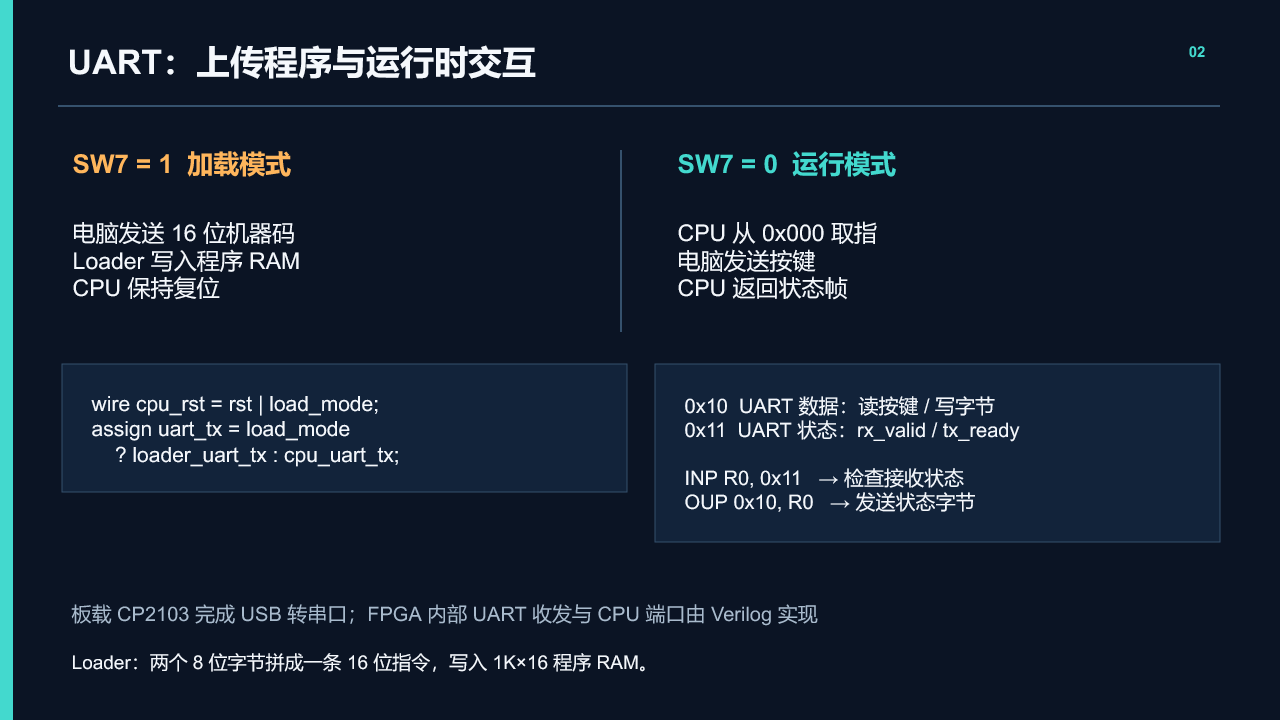 UART：上传程序与运行时交互
02
SW7 = 1 加载模式
电脑发送 16 位机器码
Loader 写入程序 RAM
CPU 保持复位
SW7 = 0 运行模式
CPU 从 0x000 取指
电脑发送按键
CPU 返回状态帧
wire cpu_rst = rst | load_mode;
assign uart_tx = load_mode
? loader_uart_tx : cpu_uart_tx;
0x10 UART 数据：读按键 / 写字节
0x11 UART 状态：rx_valid / tx_ready
INP R0, 0x11 → 检查接收状态
OUP 0x10, R0 → 发送状态字节
板载 CP2103 完成 USB 转串口；FPGA 内部 UART 收发与 CPU 端口由 Verilog 实现
Loader：两个 8 位字节拼成一条 16 位指令，写入 1K×16 程序 RAM。